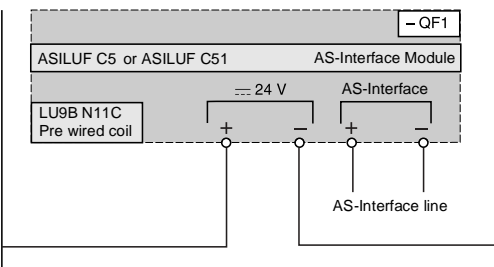 – QF1
ASILUF C5 or ASILUF C51 AS-Interface Module
⎓ 24 V AS-Interface
LU9B N11C
Pre wired coil
+ – + –
AS-Interface line